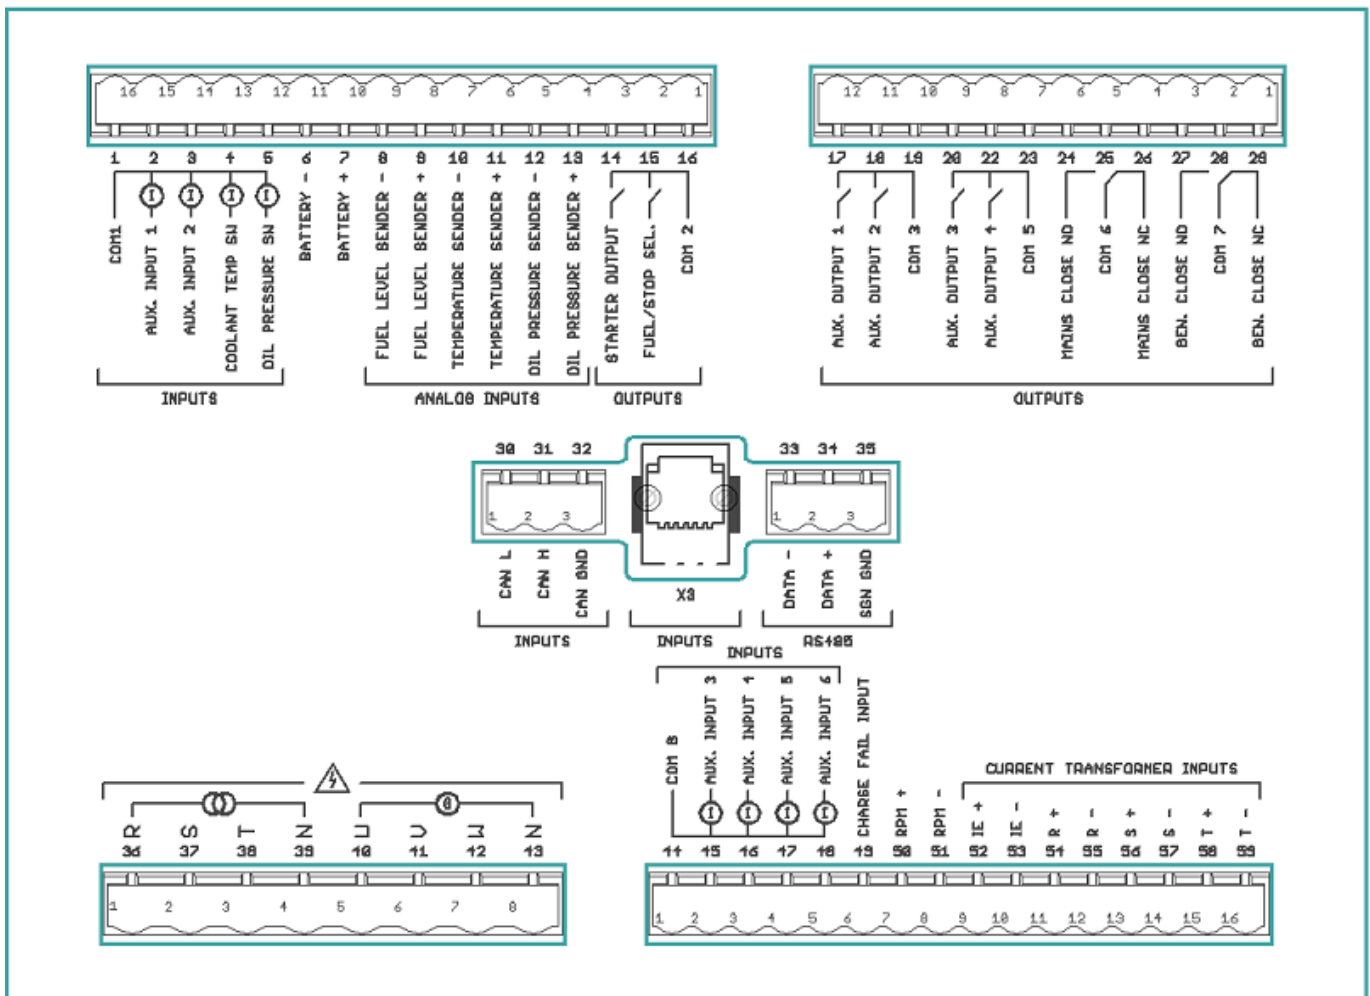 16 15 14 13 12 11 10 9 8 7 6 5 4 3 2 1
12 11 10 9 8 7 6 5 4 3 2 1
1 2 3 4 5 6 7 8 9 10 11 12 13 14 15 16
17 18 19 20 22 23 24 25 26 27 28 29
COM1
AUX. INPUT 1
AUX. INPUT 2
COOLANT TEMP SW
OIL PRESSURE SW
BATTERY -
BATTERY +
FUEL LEVEL SENDER -
FUEL LEVEL SENDER +
TEMPERATURE SENDER -
TEMPERATURE SENDER +
OIL PRESSURE SENDER -
OIL PRESSURE SENDER +
STARTER OUTPUT
FUEL/STOP SEL.
COM 2
AUX. OUTPUT 1
AUX. OUTPUT 2
COM 3
AUX. OUTPUT 3
AUX. OUTPUT 4
COM 5
MAINS CLOSE NO
COM 6
MAINS CLOSE NC
GEN. CLOSE NO
COM 7
GEN. CLOSE NC
INPUTS
ANALOG INPUTS
OUTPUTS
OUTPUTS
30 31 32
33 34 35
1 2 3
1 2 3
CAN L
CAN H
CAN GND
X3
DATA -
DATA +
SGN GND
INPUTS
INPUTS
RS485
INPUTS
COM 8
AUX. INPUT 3
AUX. INPUT 4
AUX. INPUT 5
AUX. INPUT 6
CHARGE FAIL INPUT
RPM +
RPM -
CURRENT TRANSFORMER INPUTS
IE +
IE -
R +
R -
S +
S -
T +
T -
G
R S T N U V W N
36 37 38 39 40 41 42 43
44 45 46 47 48 49 50 51 52 53 54 55 56 57 58 59
1 2 3 4 5 6 7 8
1 2 3 4 5 6 7 8 9 10 11 12 13 14 15 16